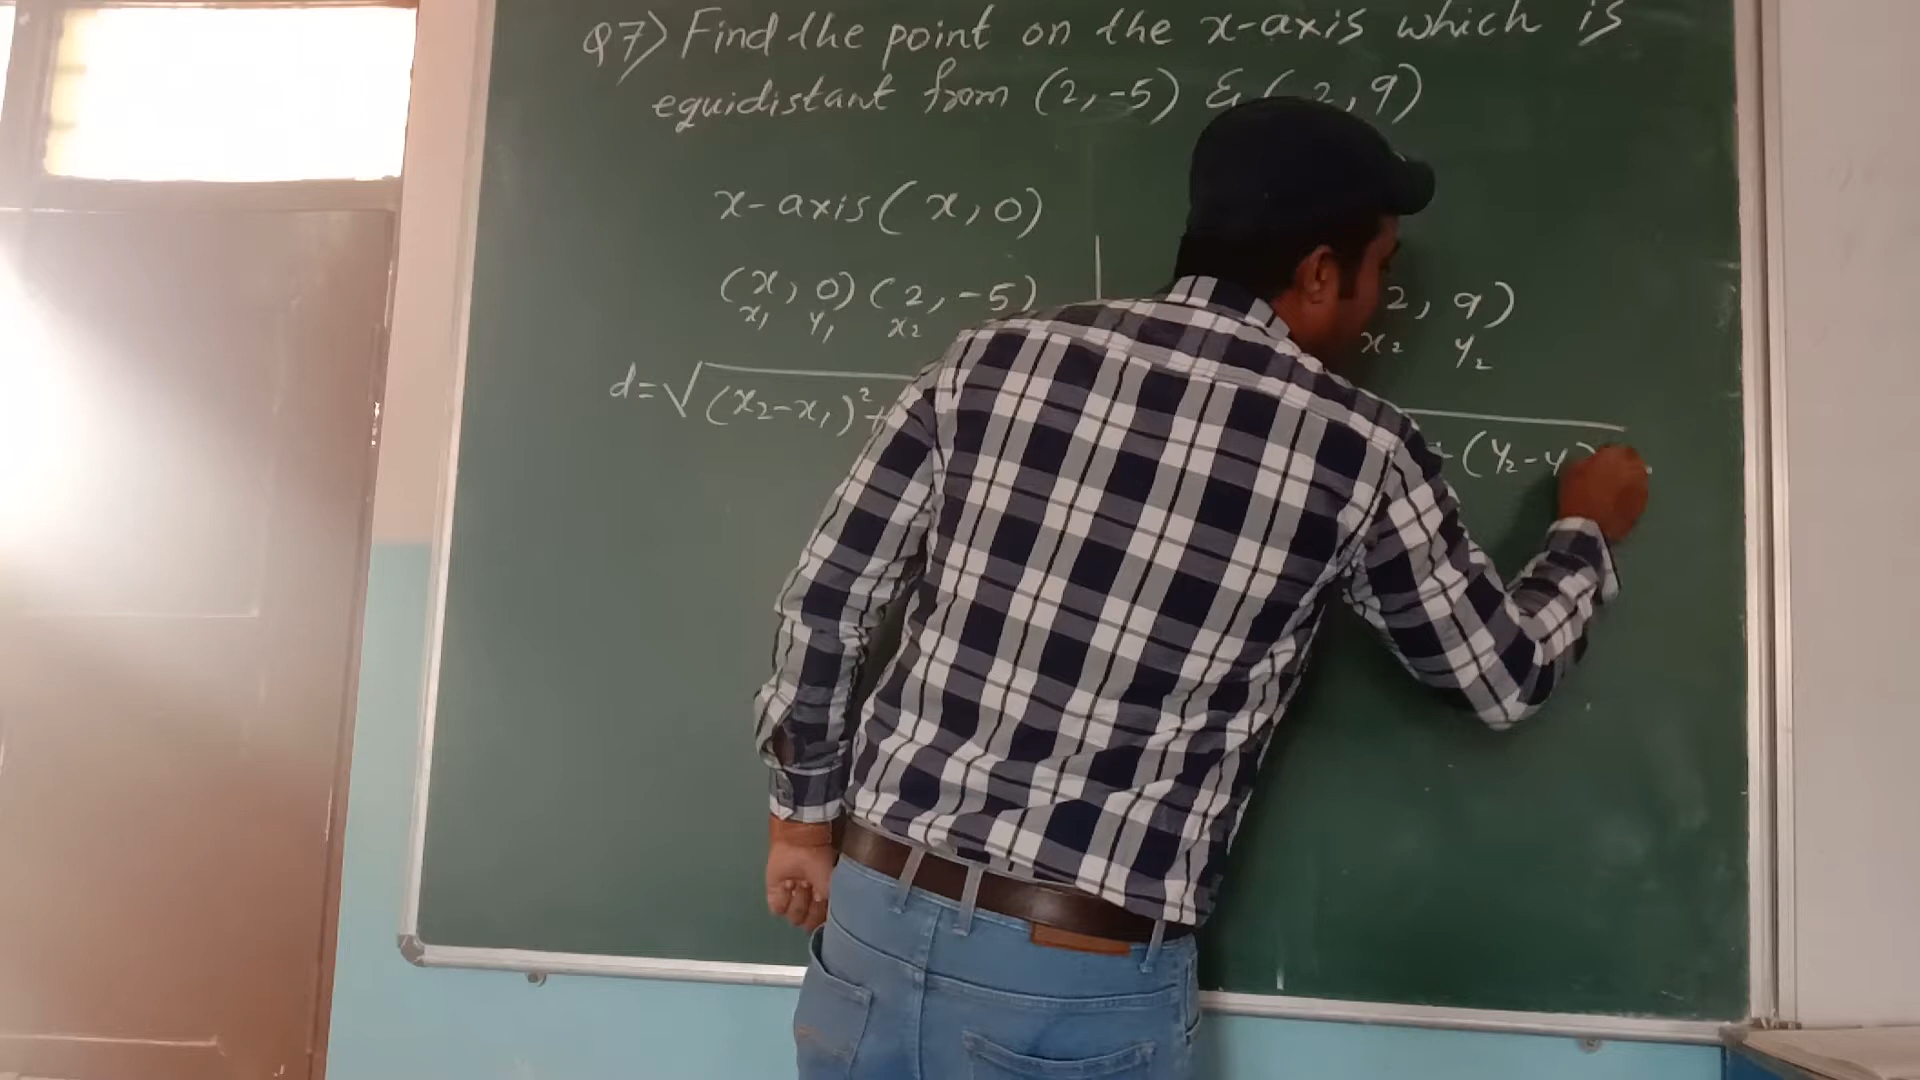 Q7) Find the point on the x-axis which is
equidistant from (2,-5) & ( 2, 9)
x-axis (x, 0)
(x, 0) (2, -5)
x₁ y₁ x₂
d=√(x₂-x₁)²+
2, 9)
x₂ y₂
(y₂-y